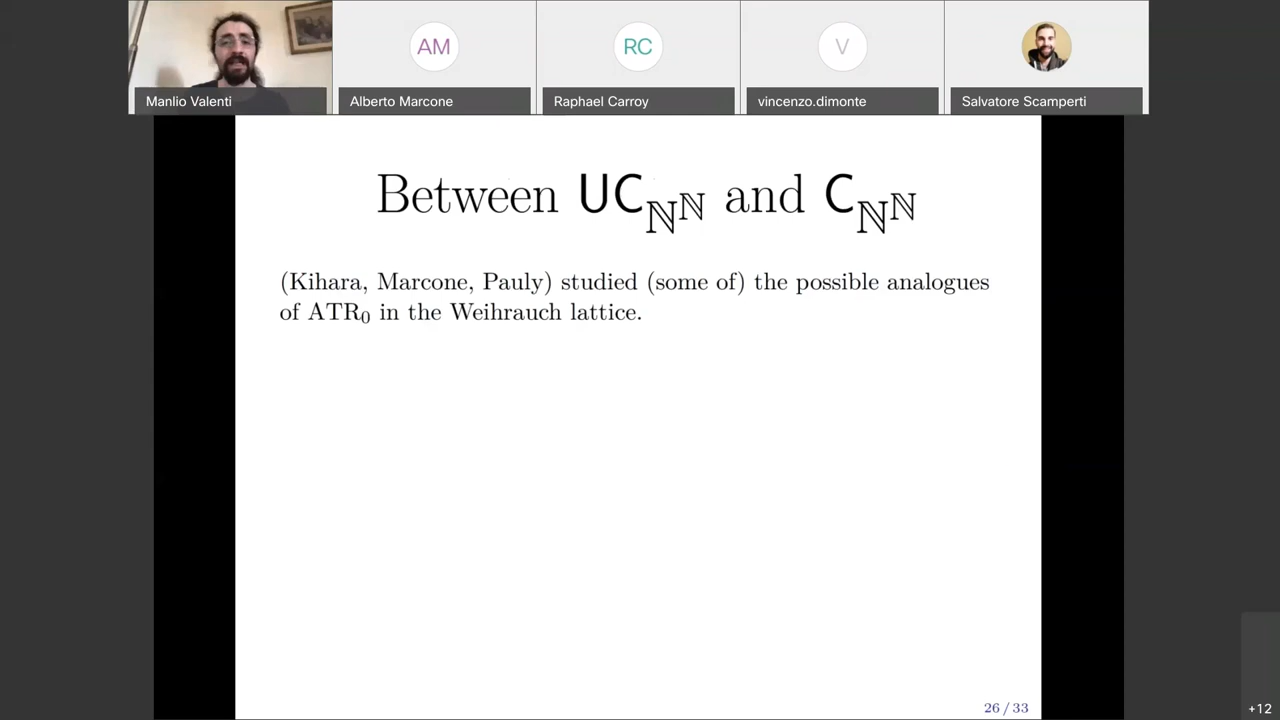 AM
RC
V
Manlio Valenti
Alberto Marcone
Raphael Carroy
vincenzo.dimonte
Salvatore Scamperti
Between UC_ℕ^ℕ and C_ℕ^ℕ
(Kihara, Marcone, Pauly) studied (some of) the possible analogues
of ATR₀ in the Weihrauch lattice.
26 / 33
+12